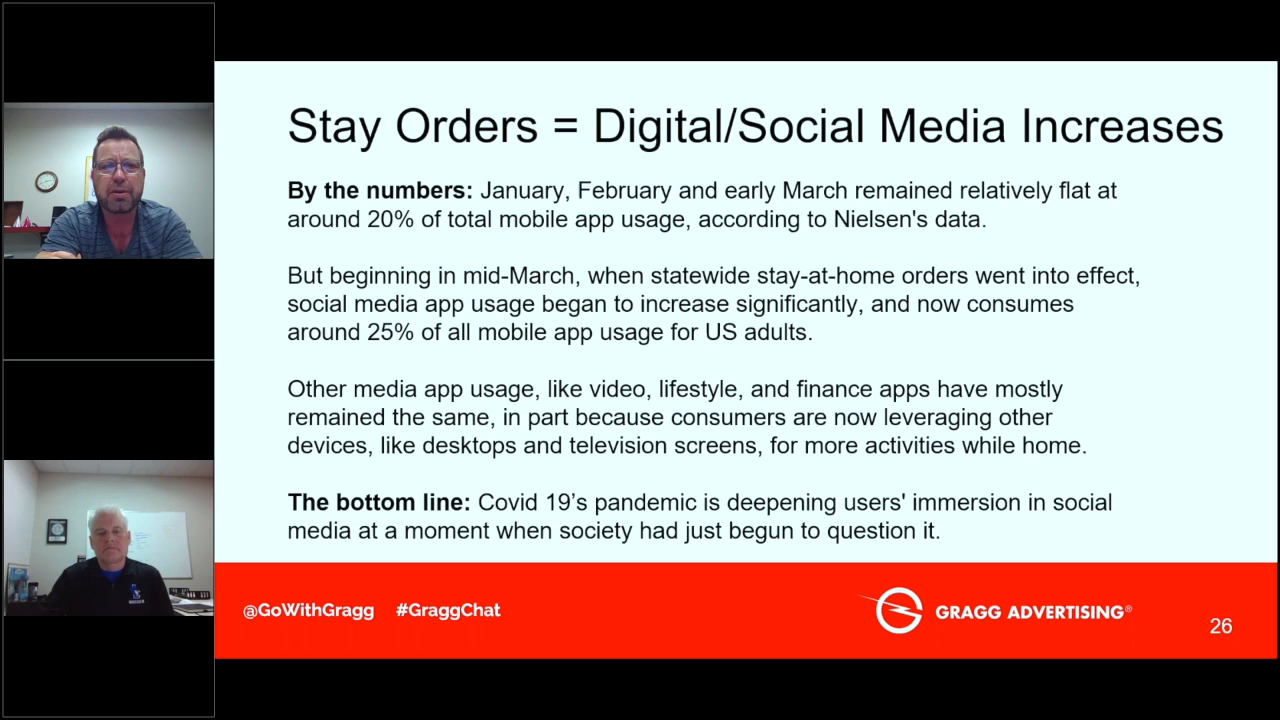 Stay Orders = Digital/Social Media Increases
By the numbers: January, February and early March remained relatively flat at
around 20% of total mobile app usage, according to Nielsen's data.
But beginning in mid-March, when statewide stay-at-home orders went into effect,
social media app usage began to increase significantly, and now consumes
around 25% of all mobile app usage for US adults.
Other media app usage, like video, lifestyle, and finance apps have mostly
remained the same, in part because consumers are now leveraging other
devices, like desktops and television screens, for more activities while home.
The bottom line: Covid 19’s pandemic is deepening users' immersion in social
media at a moment when society had just begun to question it.
@GoWithGragg #GraggChat
GRAGG ADVERTISING®
26